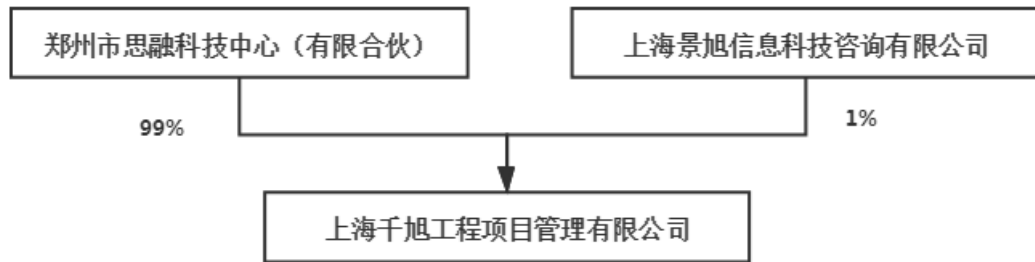 郑州市思融科技中心（有限合伙）
上海景旭信息科技咨询有限公司
99%
1%
上海千旭工程项目管理有限公司